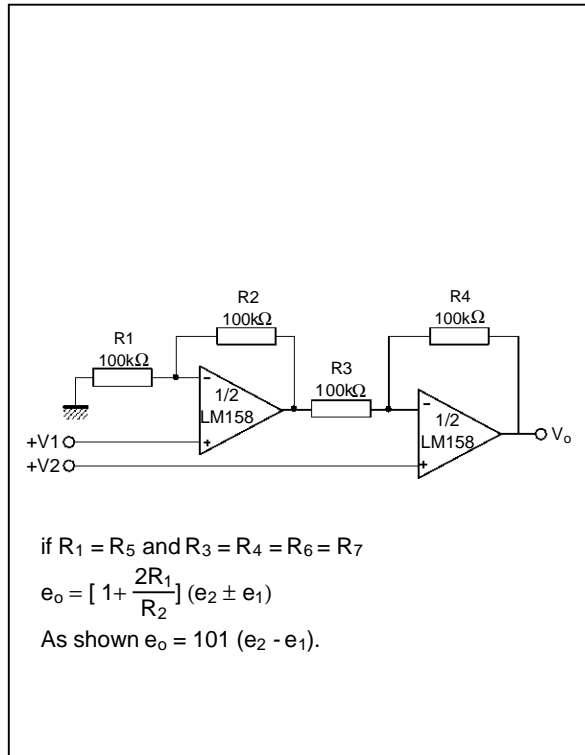 R2
100kΩ
R4
100kΩ
R1
100kΩ
R3
100kΩ
-
1/2
LM158
+
-
1/2
LM158
+
+V1
+V2
Vo
if R1 = R5 and R3 = R4 = R6 = R7
eo = [ 1+ 2R1/R2 ] (e2 ± e1)
As shown eo = 101 (e2 - e1).